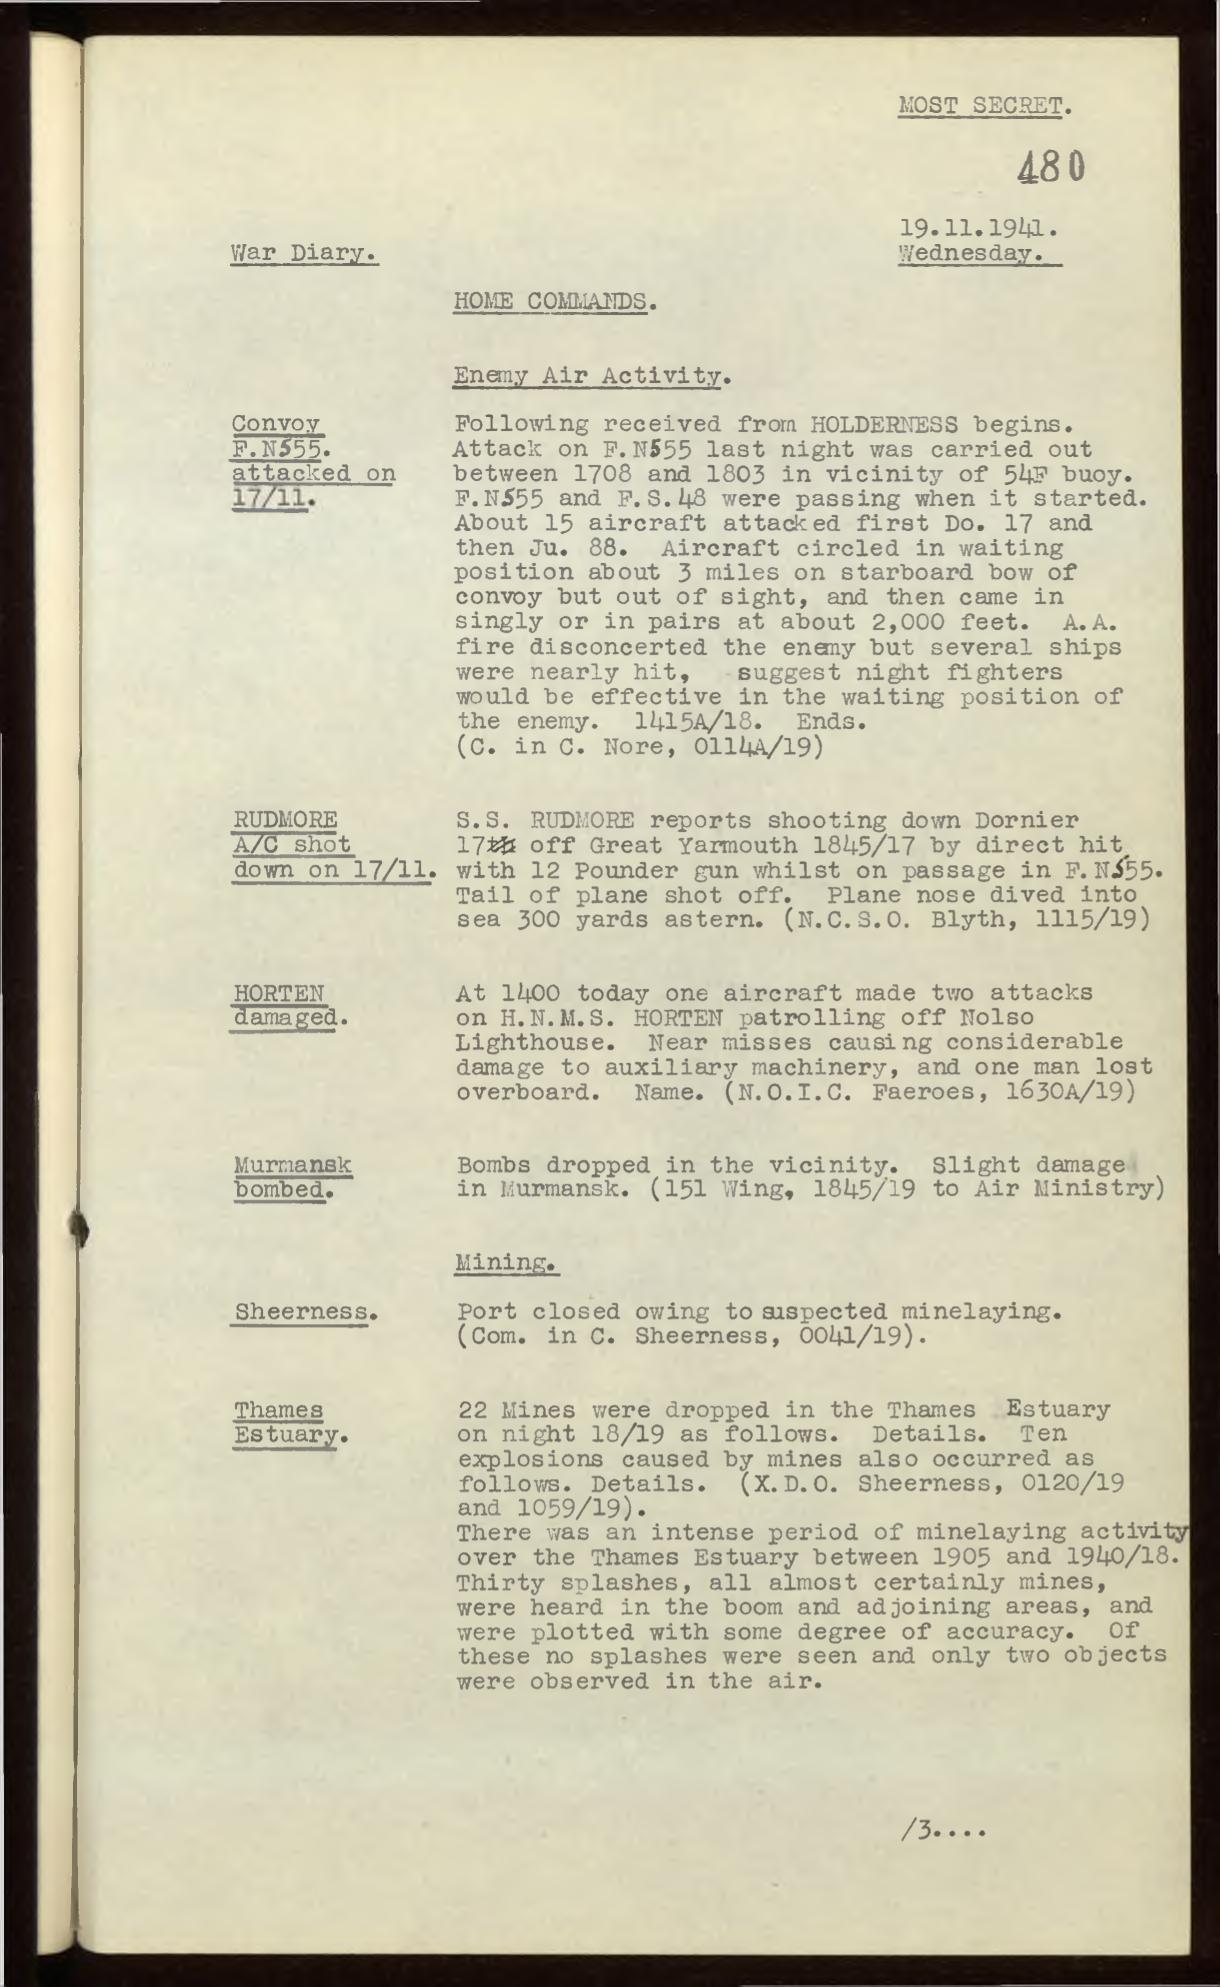 MOST SECRET.
480
19.11.1941.
War Diary.
Wednesday.
HOME COMMANDS.
Enemy Air Activity.
Convoy
F.N555.
attacked on
17/11.
Following received from HOLDERNESS begins.
Attack on F.N555 last night was carried out
between 1708 and 1803 in vicinity of 54F buoy.
F.N555 and F.S.48 were passing when it started.
About 15 aircraft attacked first Do. 17 and
then Ju. 88. Aircraft circled in waiting
position about 3 miles on starboard bow of
convoy but out of sight, and then came in
singly or in pairs at about 2,000 feet. A.A.
fire disconcerted the enemy but several ships
were nearly hit, suggest night fighters
would be effective in the waiting position of
the enemy. 1415A/18. Ends.
(C. in C. Nore, 0114A/19)
RUDMORE
A/C shot
down on 17/11.
S.S. RUDMORE reports shooting down Dornier
17 off Great Yarmouth 1845/17 by direct hit
with 12 Pounder gun whilst on passage in F.N555.
Tail of plane shot off. Plane nose dived into
sea 300 yards astern. (N.C.S.O. Blyth, 1115/19)
HORTEN
damaged.
At 1400 today one aircraft made two attacks
on H.N.M.S. HORTEN patrolling off Nolso
Lighthouse. Near misses causing considerable
damage to auxiliary machinery, and one man lost
overboard. Name. (N.O.I.C. Faeroes, 1630A/19)
Murmansk
bombed.
Bombs dropped in the vicinity. Slight damage
in Murmansk. (151 Wing, 1845/19 to Air Ministry)
Mining.
Sheerness.
Port closed owing to suspected minelaying.
(Com. in C. Sheerness, 0041/19).
Thames
Estuary.
22 Mines were dropped in the Thames Estuary
on night 18/19 as follows. Details. Ten
explosions caused by mines also occurred as
follows. Details. (X.D.O. Sheerness, 0120/19
and 1059/19).
There was an intense period of minelaying activity
over the Thames Estuary between 1905 and 1940/18.
Thirty splashes, all almost certainly mines,
were heard in the boom and adjoining areas, and
were plotted with some degree of accuracy. Of
these no splashes were seen and only two objects
were observed in the air.
/3....